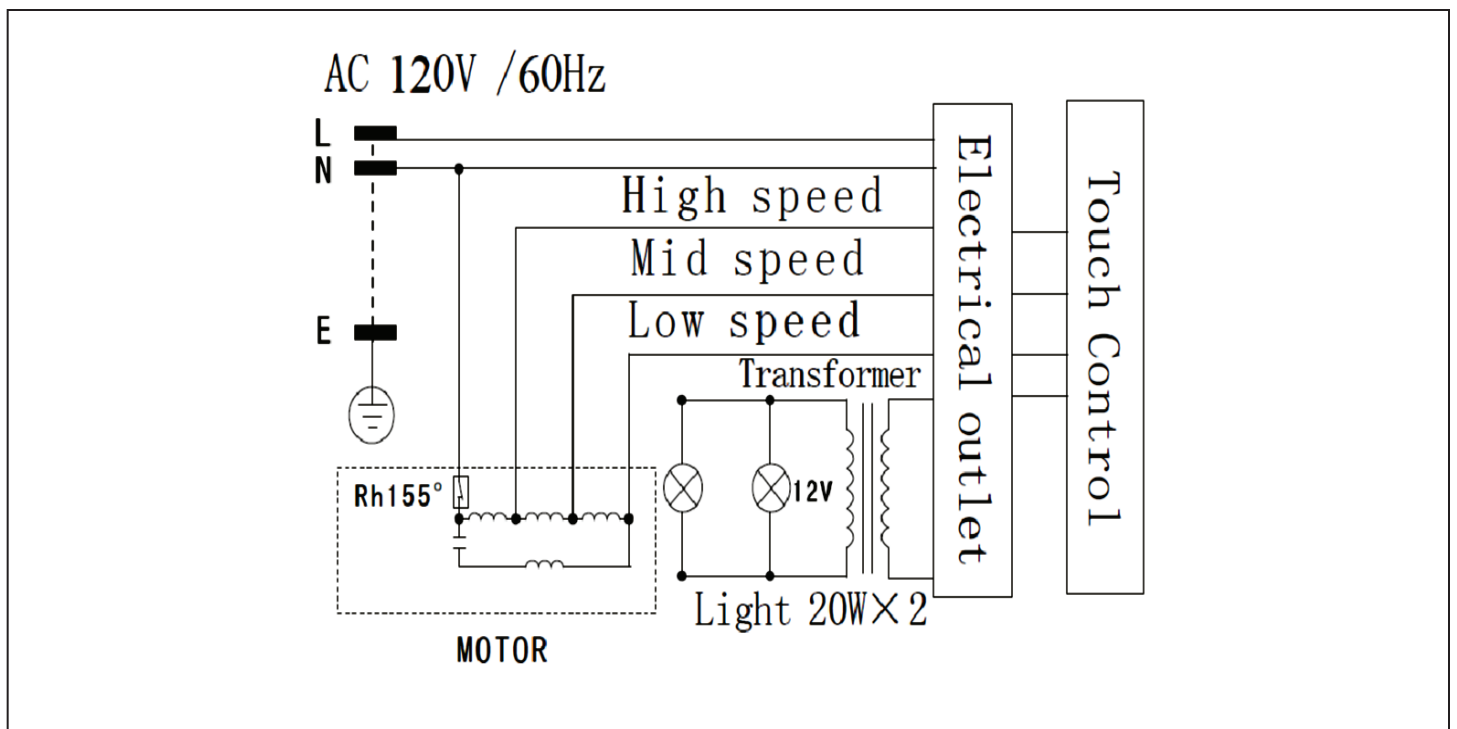 AC 120V /60Hz
L
N
E
High speed
Mid speed
Low speed
Transformer
Electrical outlet
Touch Control
Rh155°
12V
Light 20W×2
MOTOR